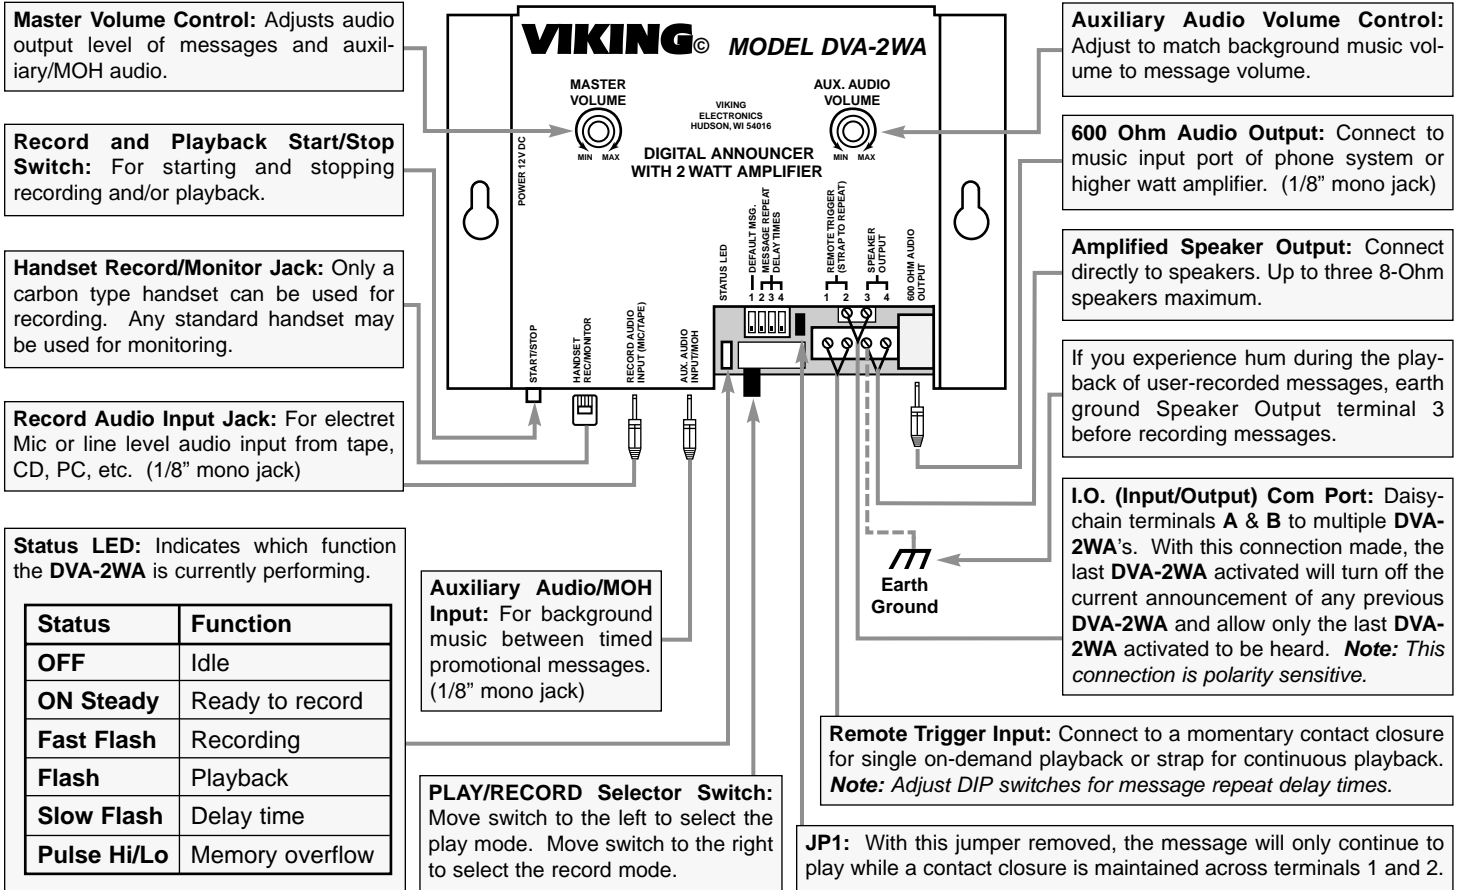 Master Volume Control: Adjusts audio
output level of messages and auxil-
iary/MOH audio.
Record and Playback Start/Stop
Switch: For starting and stopping
recording and/or playback.
Handset Record/Monitor Jack: Only a
carbon type handset can be used for
recording. Any standard handset may
be used for monitoring.
Record Audio Input Jack: For electret
Mic or line level audio input from tape,
CD, PC, etc. (1/8” mono jack)
Status LED: Indicates which function
the DVA-2WA is currently performing.
Status Function
OFF Idle
ON Steady Ready to record
Fast Flash Recording
Flash Playback
Slow Flash Delay time
Pulse Hi/Lo Memory overflow
VIKING© MODEL DVA-2WA
MASTER
VOLUME
MIN MAX
VIKING
ELECTRONICS
HUDSON, WI 54016
AUX. AUDIO
VOLUME
MIN MAX
DIGITAL ANNOUNCER
WITH 2 WATT AMPLIFIER
POWER 12V DC
STATUS LED
DEFAULT MSG.
MESSAGE REPEAT
DELAY TIMES
1 2 3 4
REMOTE TRIGGER
(STRAP TO REPEAT)
SPEAKER
OUTPUT
1 2 3 4
600 OHM AUDIO
OUTPUT
START/STOP
HANDSET
REC/MONITOR
RECORD AUDIO
INPUT (MIC/TAPE)
AUX. AUDIO
INPUT/MOH
Earth
Ground
Auxiliary Audio/MOH
Input: For background
music between timed
promotional messages.
(1/8” mono jack)
PLAY/RECORD Selector Switch:
Move switch to the left to select the
play mode. Move switch to the right
to select the record mode.
Auxiliary Audio Volume Control:
Adjust to match background music vol-
ume to message volume.
600 Ohm Audio Output: Connect to
music input port of phone system or
higher watt amplifier. (1/8” mono jack)
Amplified Speaker Output: Connect
directly to speakers. Up to three 8-Ohm
speakers maximum.
If you experience hum during the play-
back of user-recorded messages, earth
ground Speaker Output terminal 3
before recording messages.
I.O. (Input/Output) Com Port: Daisy-
chain terminals A & B to multiple DVA-
2WA’s. With this connection made, the
last DVA-2WA activated will turn off the
current announcement of any previous
DVA-2WA and allow only the last DVA-
2WA activated to be heard. Note: This
connection is polarity sensitive.
Remote Trigger Input: Connect to a momentary contact closure
for single on-demand playback or strap for continuous playback.
Note: Adjust DIP switches for message repeat delay times.
JP1: With this jumper removed, the message will only continue to
play while a contact closure is maintained across terminals 1 and 2.